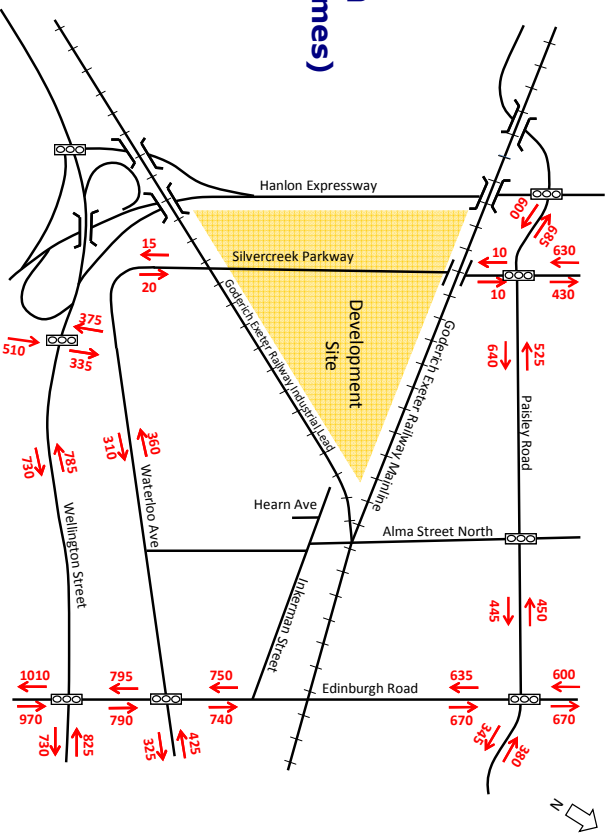 mes)
Hanlon Expressway
600
685
10
630
10
430
15
20
Silvercreek Parkway
Goderich Exeter Railway Industrial Lead
Development
Site
Goderich Exeter Railway Mainline
640
525
Paisley Road
375
510
335
310
360
Waterloo Ave
730
785
Wellington Street
Hearn Ave
Alma Street North
Inkerman Street
445
450
1010
970
795
790
750
740
Edinburgh Road
635
670
600
670
730
825
325
425
345
380
N